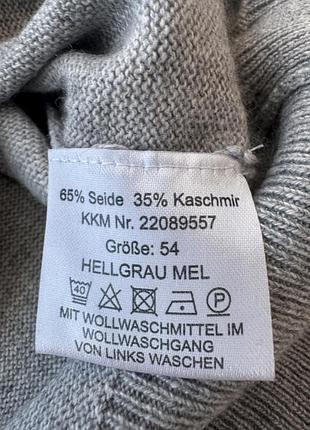 65% Seide 35% Kaschmir
KKM Nr. 22089557
Größe: 54
HELLGRAU MEL
40 P
MIT WOLLWASCHMITTEL IM
WOLLWASCHGANG
VON LINKS WASCHEN